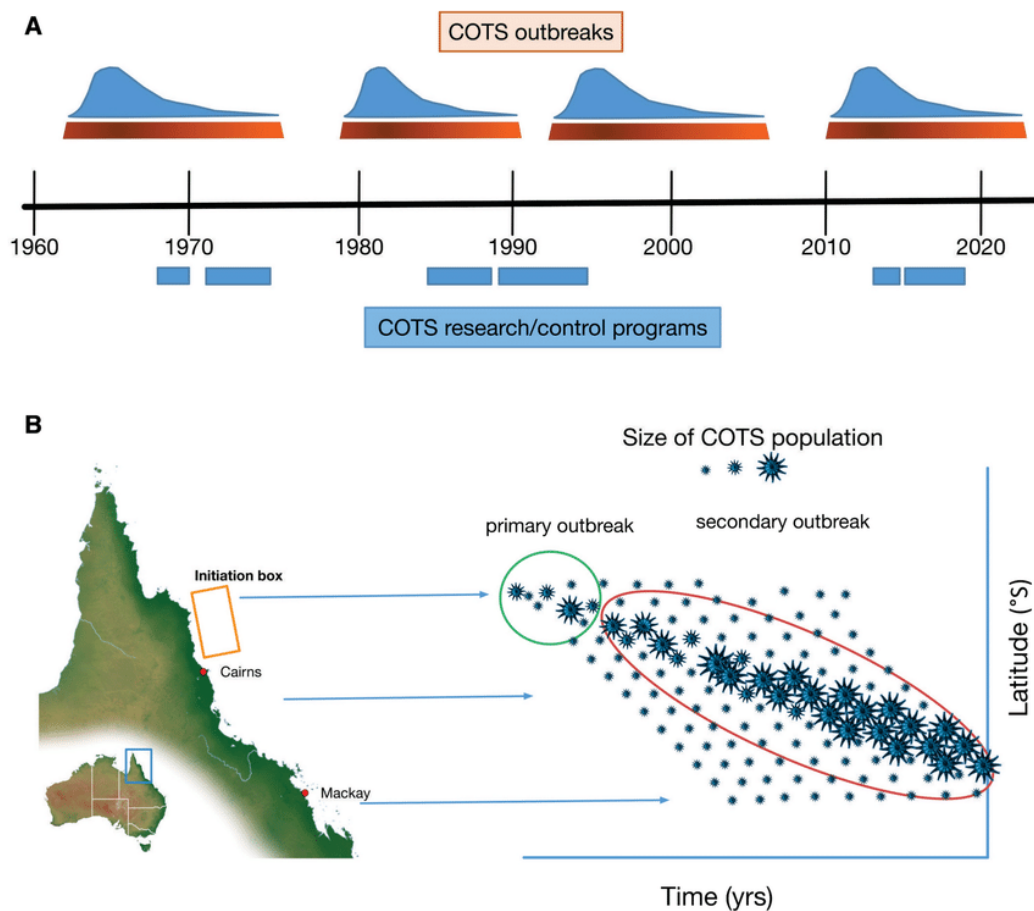 A
COTS outbreaks
1960 1970 1980 1990 2000 2010 2020
COTS research/control programs
B
Size of COTS population
primary outbreak secondary outbreak
Initiation box
Cairns
Mackay
Latitude (°S)
Time (yrs)